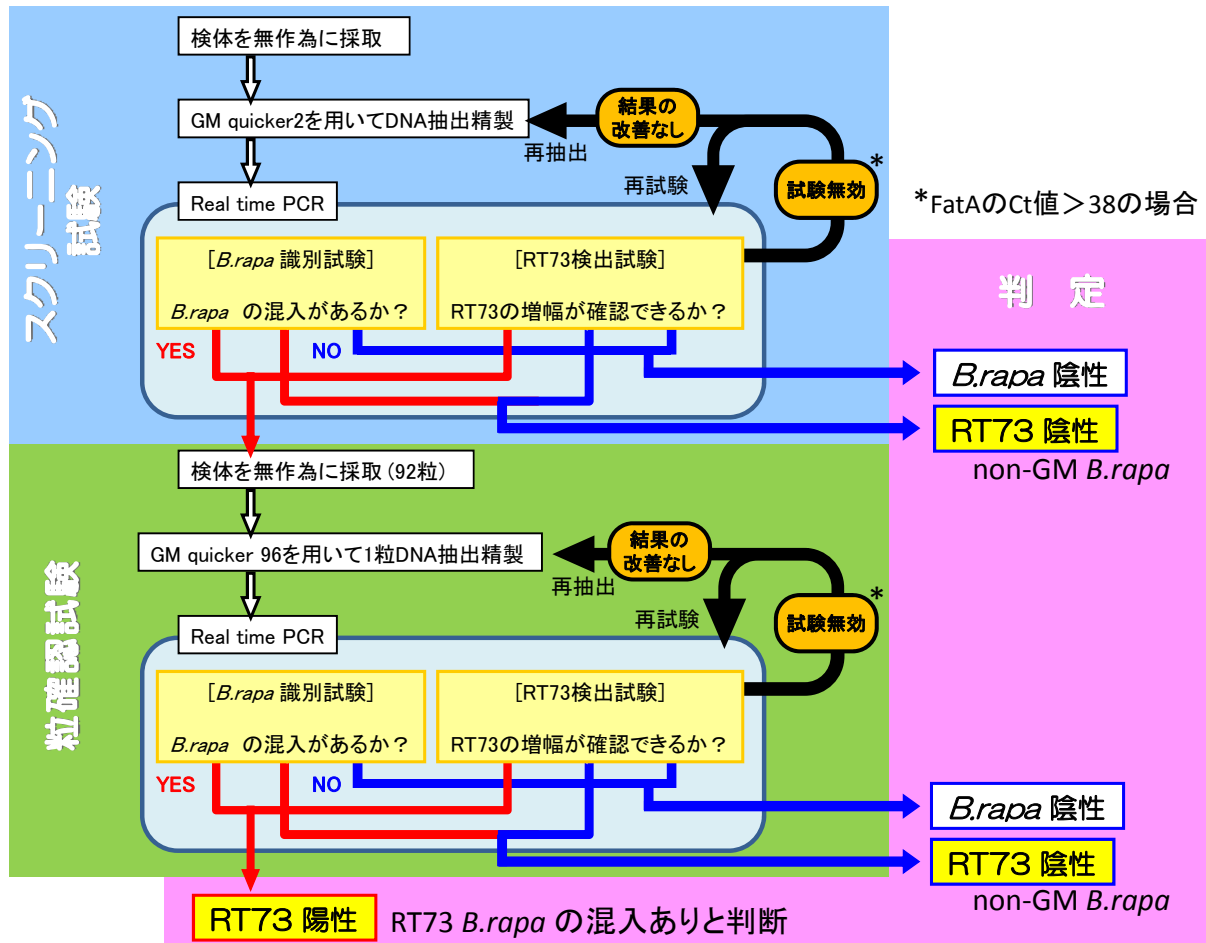 スクリーニング
試験
検体を無作為に採取
GM quicker2を用いてDNA抽出精製
結果の
改善なし
再抽出
再試験
試験無効
*
*FatAのCt値＞38の場合
Real time PCR
[B.rapa 識別試験]
B.rapa の混入があるか？
[RT73検出試験]
RT73の増幅が確認できるか？
YES
NO
判 定
B.rapa 陰性
RT73 陰性
non-GM B.rapa
粒確認試験
検体を無作為に採取(92粒)
GM quicker 96を用いて1粒DNA抽出精製
結果の
改善なし
再抽出
再試験
試験無効
*
Real time PCR
[B.rapa 識別試験]
B.rapa の混入があるか？
[RT73検出試験]
RT73の増幅が確認できるか？
YES
NO
B.rapa 陰性
RT73 陰性
non-GM B.rapa
RT73 陽性 RT73 B.rapa の混入ありと判断